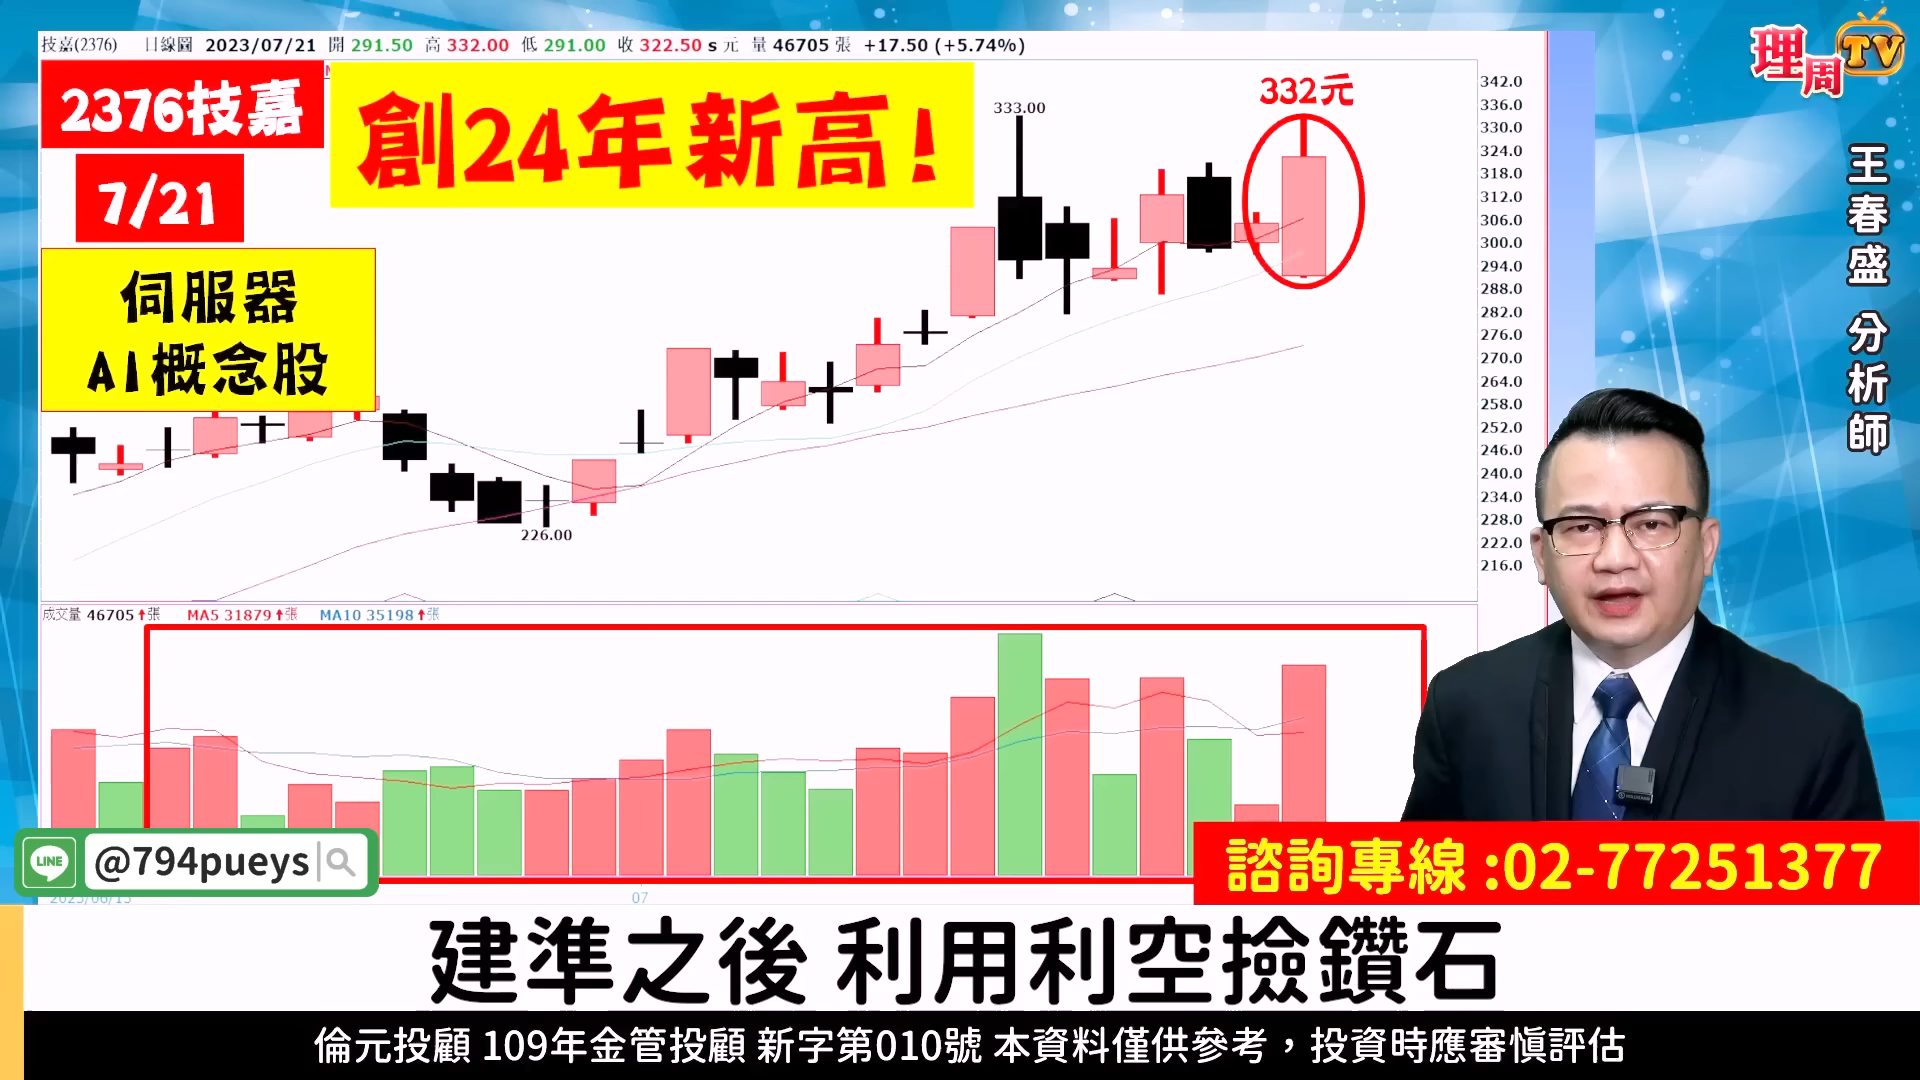 技嘉(2376) 日線圖 2023/07/21 開 291.50 高 332.00 低 291.00 收 322.50 s 元 量 46705 張 +17.50 (+5.74%)
2376技嘉
7/21
創24年新高!
伺服器
AI概念股
332元
333.00
226.00
342.0
336.0
330.0
324.0
318.0
312.0
306.0
300.0
294.0
288.0
282.0
276.0
270.0
264.0
258.0
252.0
246.0
240.0
234.0
228.0
222.0
216.0
理周TV
王春盛 分析師
成交量 46705⬆張 MA5 31879⬆張 MA10 35198⬆張
LINE @794pueys
07
諮詢專線:02-77251377
建準之後 利用利空撿鑽石
倫元投顧 109年金管投顧 新字第010號 本資料僅供參考，投資時應審慎評估